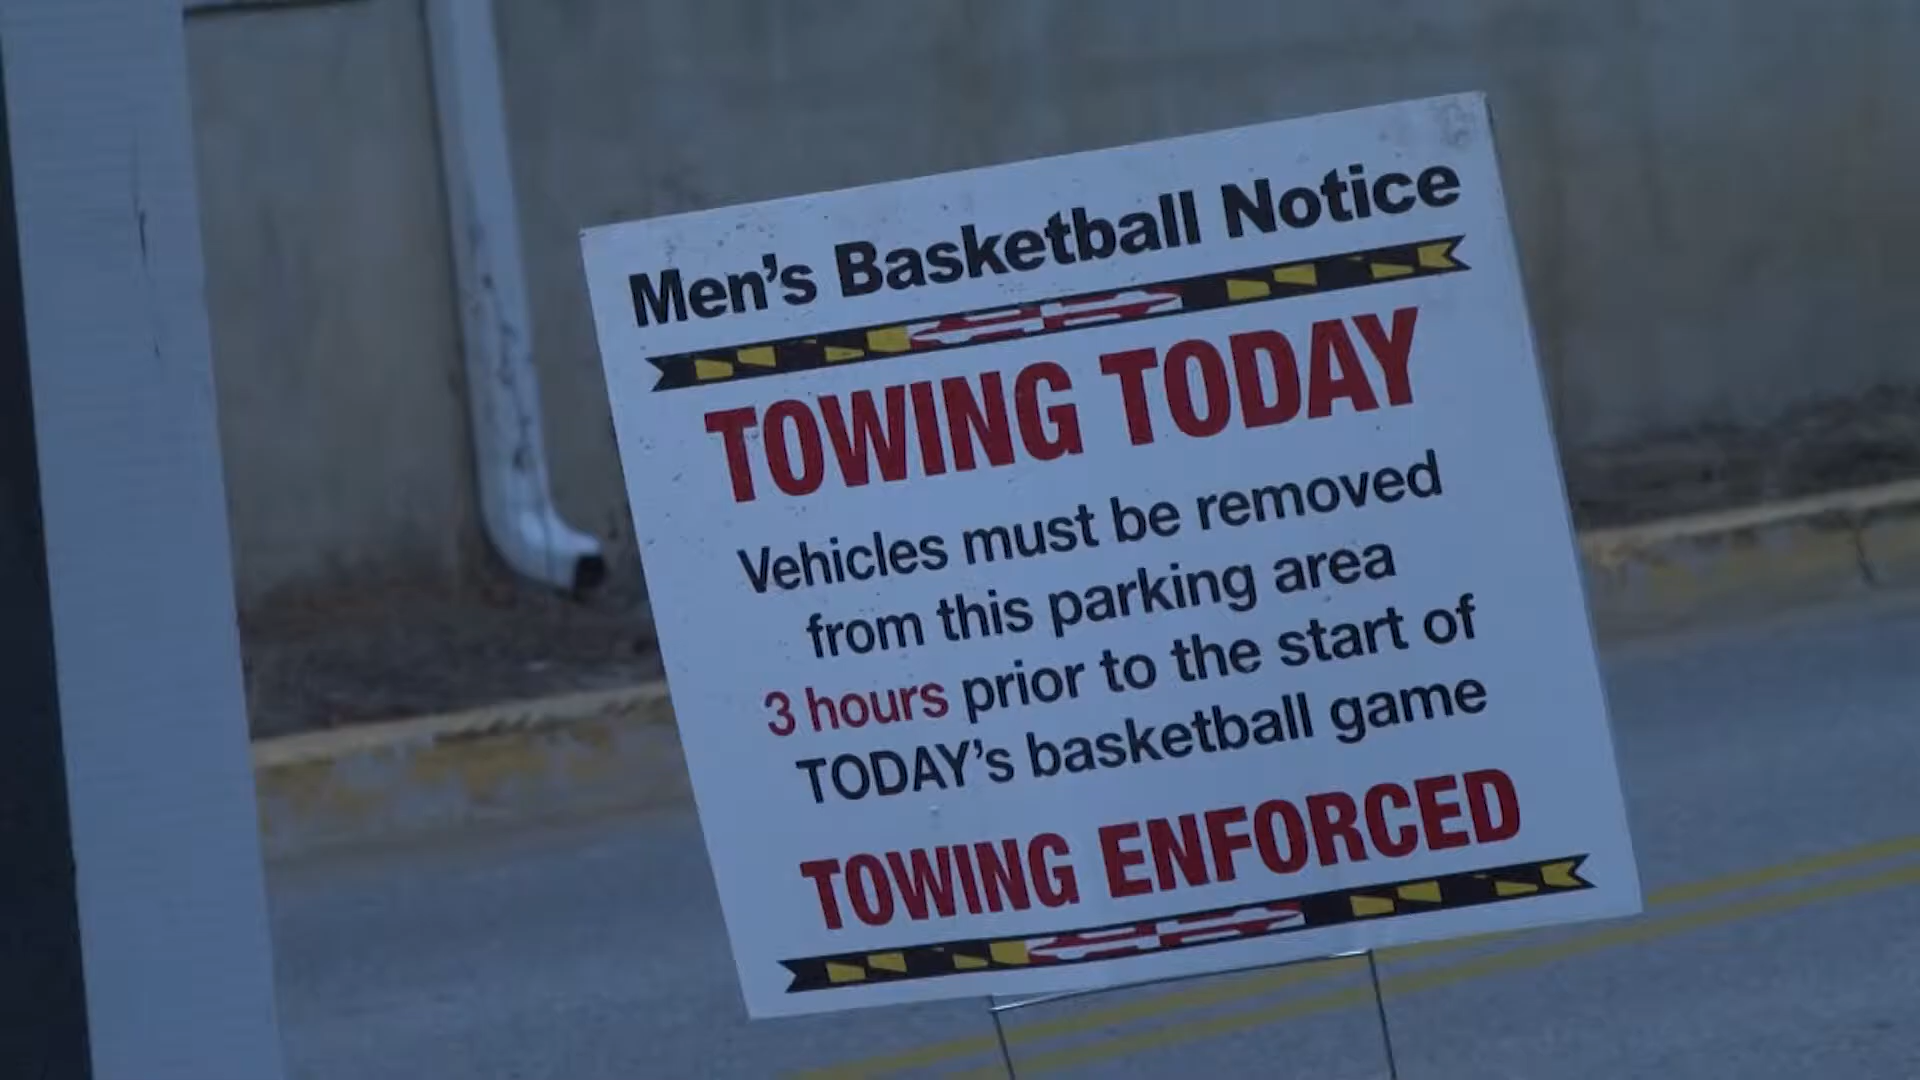 Men's Basketball Notice
TOWING TODAY
Vehicles must be removed
from this parking area
3 hours prior to the start of
TODAY's basketball game
TOWING ENFORCED